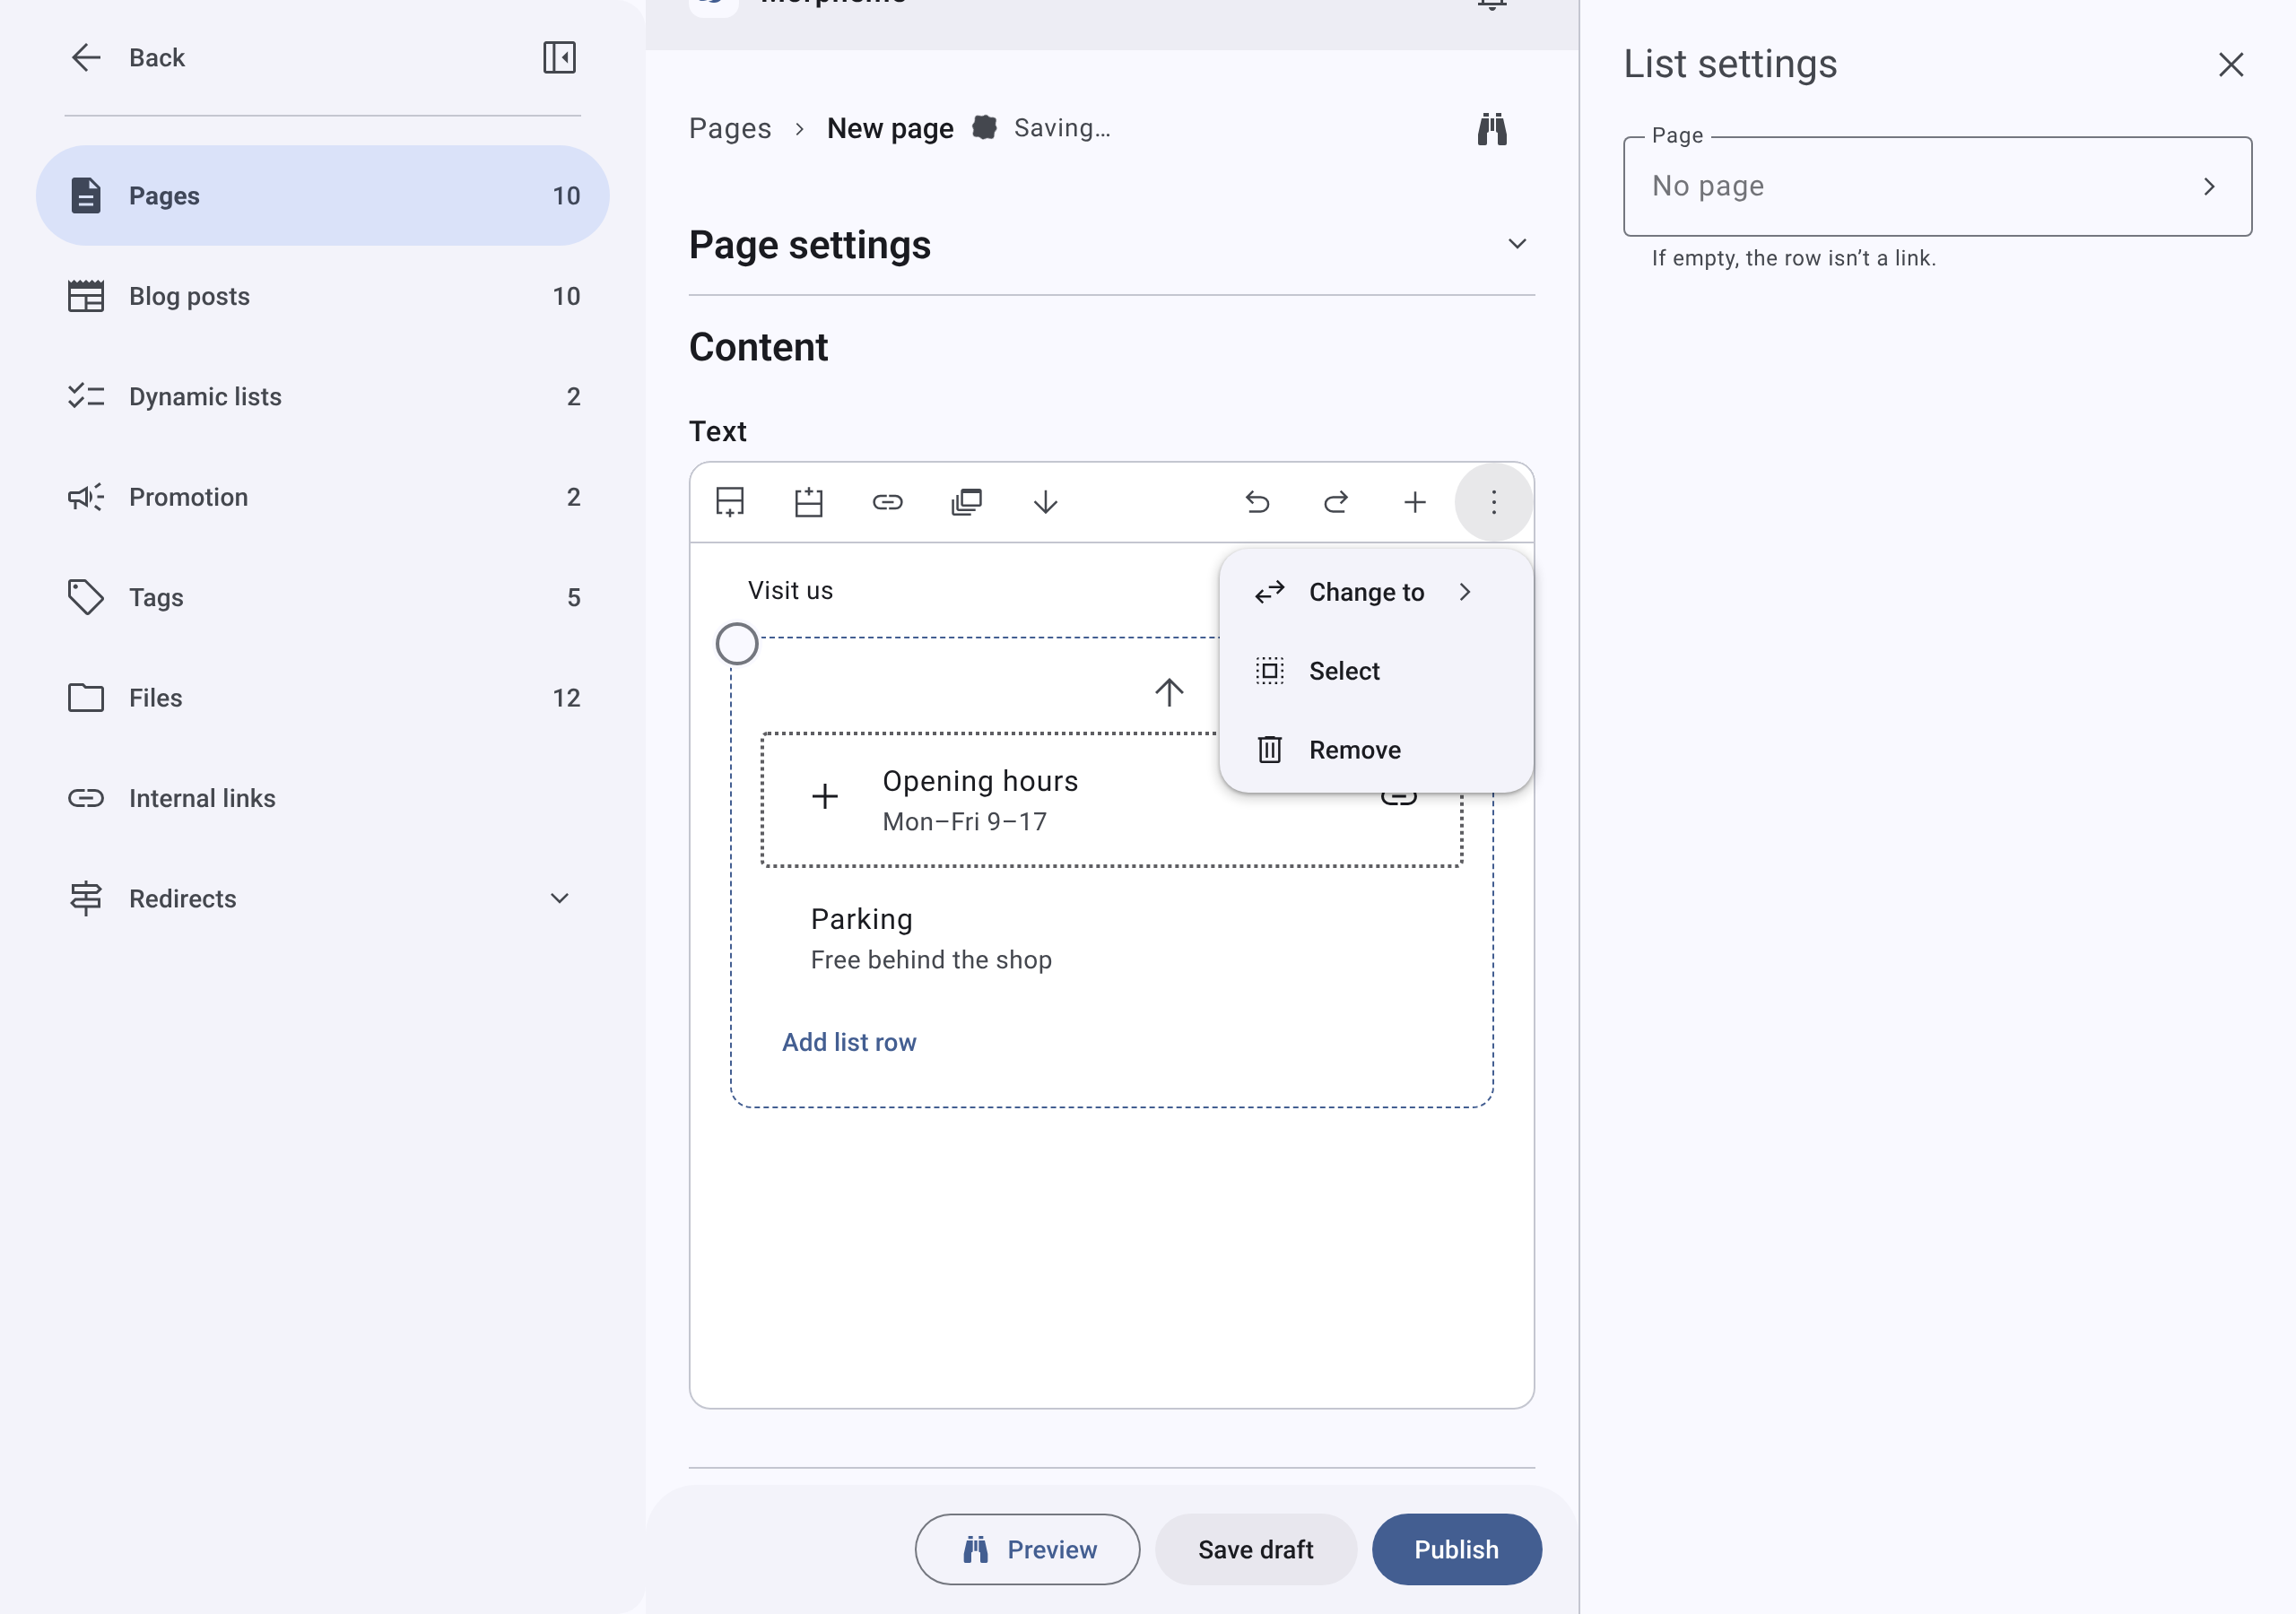 Back
Pages 10
Blog posts 10
Dynamic lists 2
Promotion 2
Tags 5
Files 12
Internal links
Redirects
Pages > New page Saving…
Page settings
Content
Text
Visit us
Change to
Select
Remove
Opening hours
Mon–Fri 9–17
Parking
Free behind the shop
Add list row
Preview
Save draft
Publish
List settings
Page
No page
If empty, the row isn’t a link.